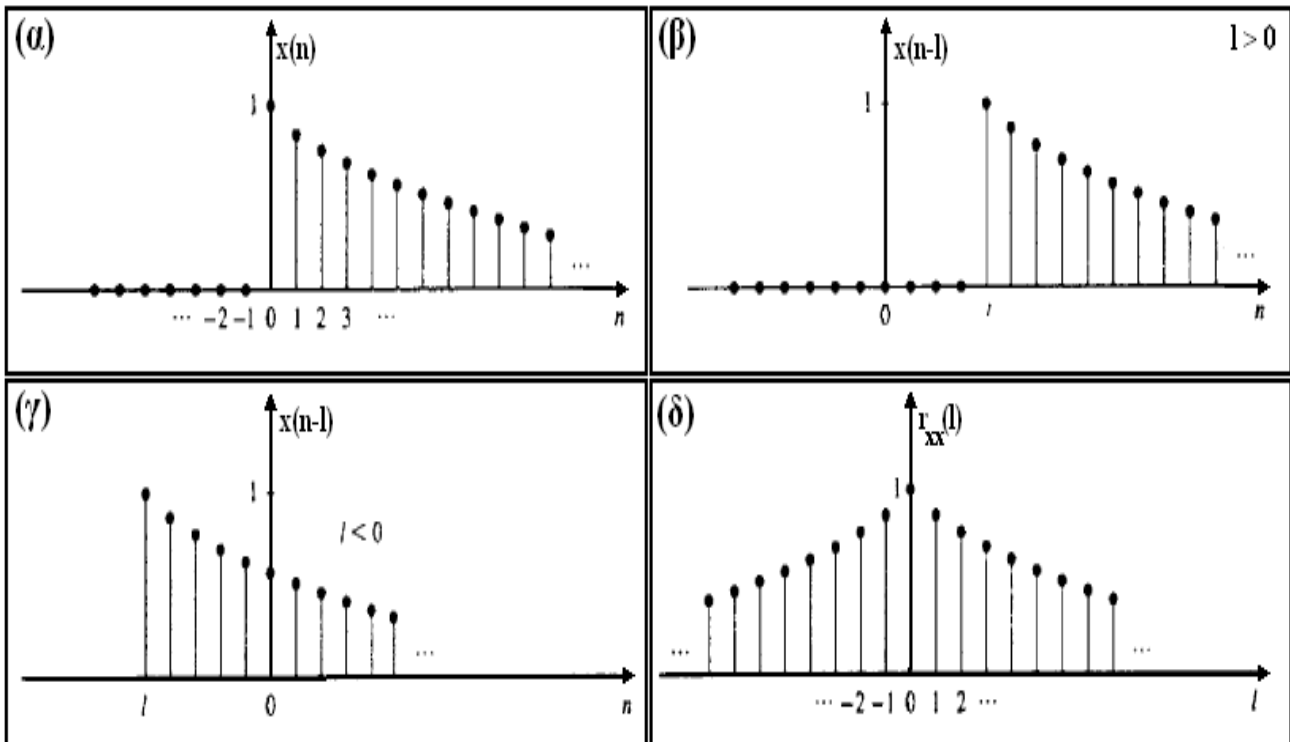 (α)
x(n)
1
··· −2 −1 0 1 2 3 ···
···
n
(β)
x(n-l)
l > 0
1
0
l
···
n
(γ)
x(n-l)
1
l < 0
···
l
0
n
(δ)
r_xx(l)
1
···
···
··· −2 −1 0 1 2 ···
l